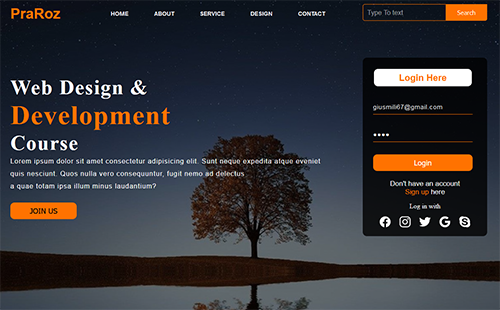 PraRoz
HOME ABOUT SERVICE DESIGN CONTACT
Type To text
Search
Web Design &
Development
Course
Lorem ipsum dolor sit amet consectetur adipisicing elit. Sunt neque expedita atque eveniet
quis nesciunt. Quos nulla vero consequuntur, fugit nemo ad delectus
a quae totam ipsa illum minus laudantium?
JOIN US
Login Here
giusmili67@gmail.com
••••
Login
Don't have an account
Sign up here
Log in with